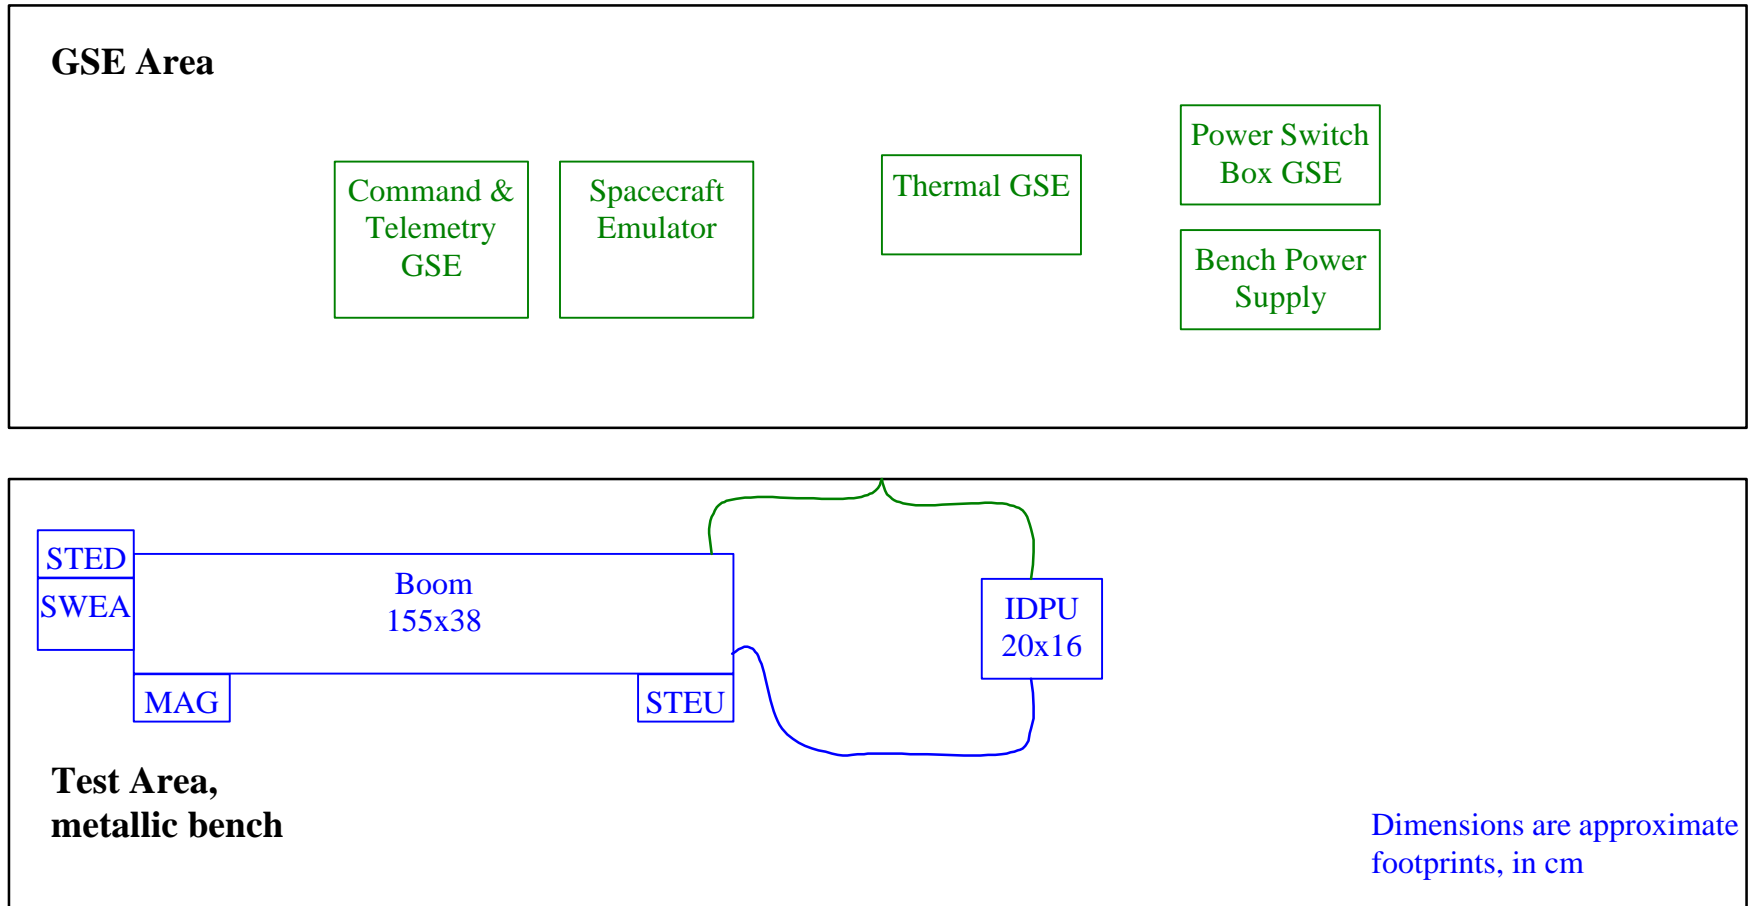 GSE Area
Command &
Telemetry
GSE
Spacecraft
Emulator
Thermal GSE
Power Switch
Box GSE
Bench Power
Supply
STED
SWEA
Boom
155x38
MAG
STEU
IDPU
20x16
Test Area,
metallic bench
Dimensions are approximate
footprints, in cm